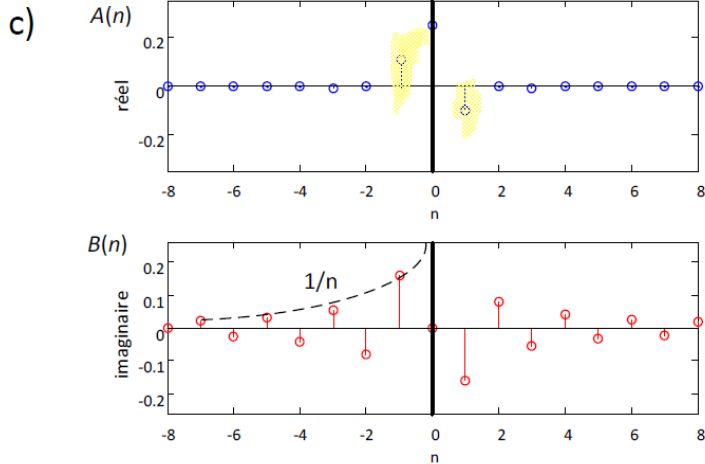 c)
A(n)
réel
0.2
0
-0.2
-8 -6 -4 -2 0 2 4 6 8
n
B(n)
imaginaire
0.2
0.1
0
-0.1
-0.2
1/n
-8 -6 -4 -2 0 2 4 6 8
n